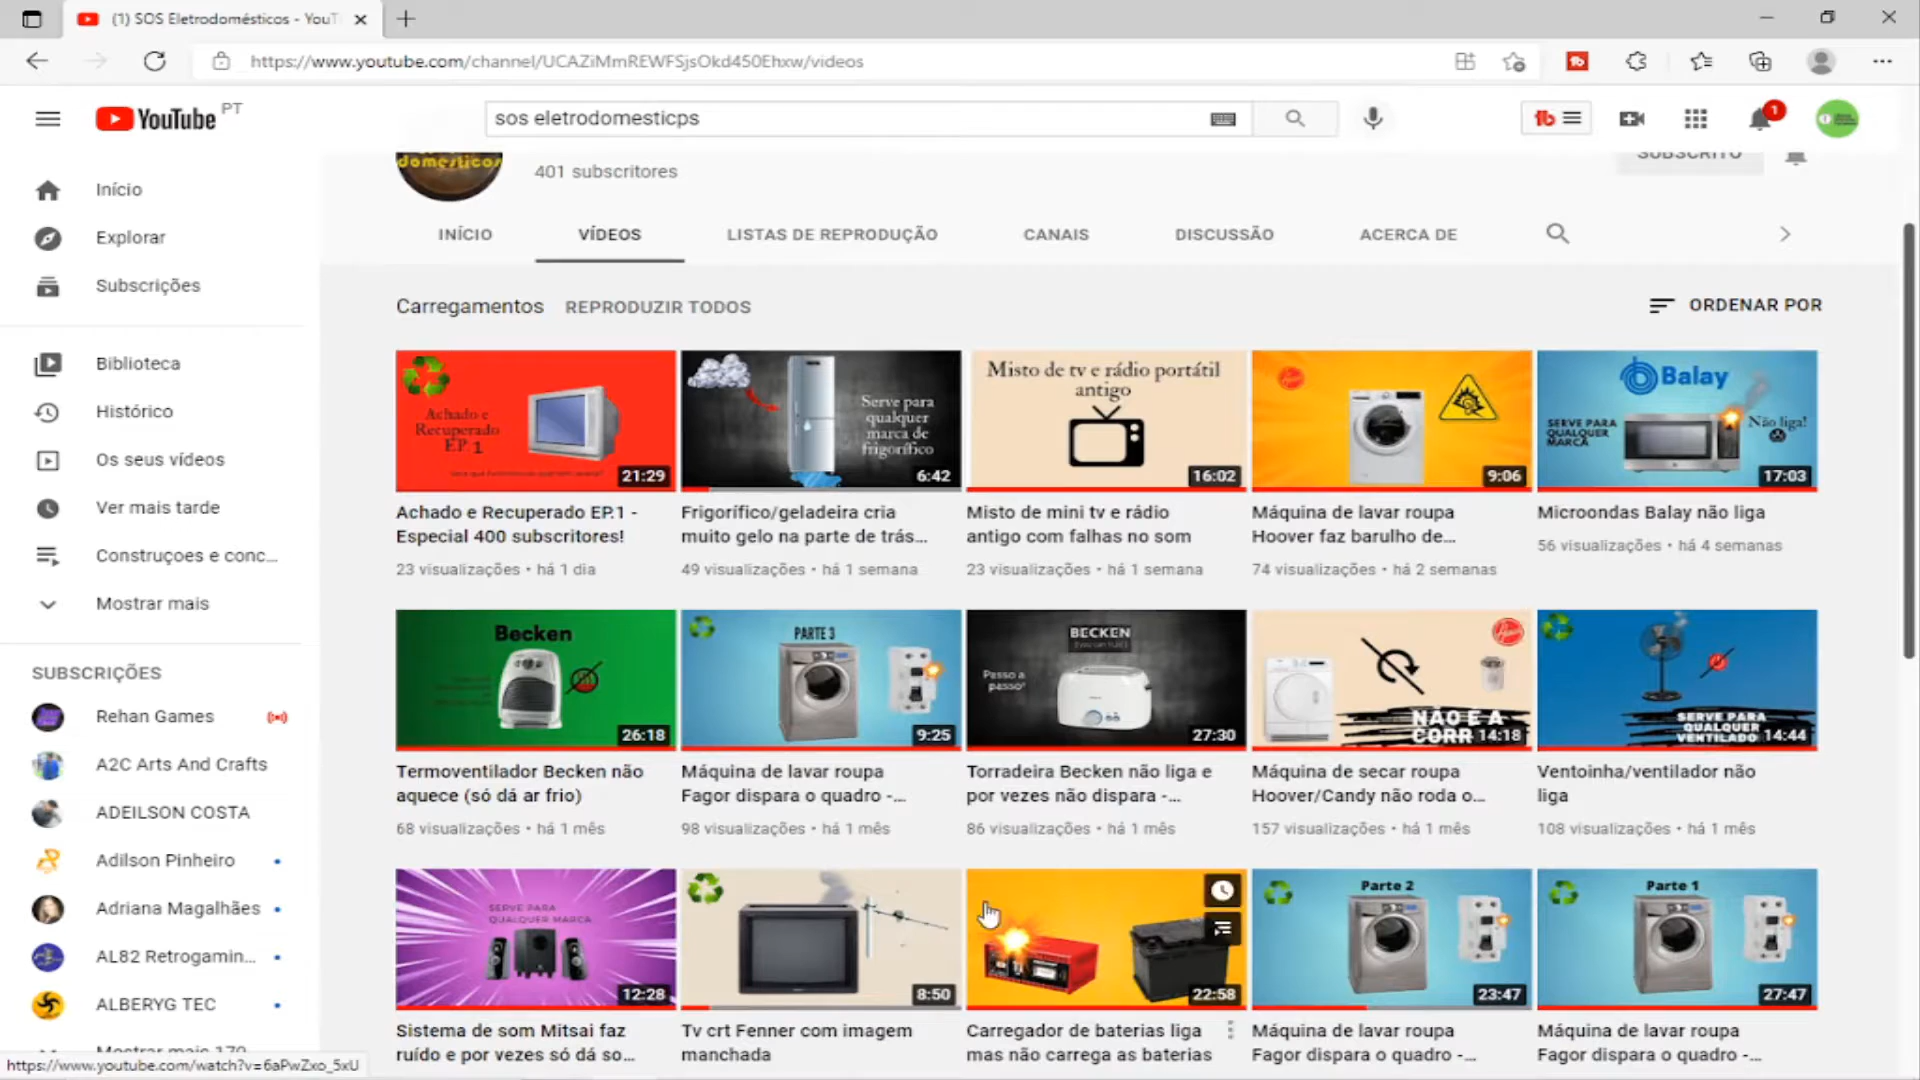 (1) SOS Eletrodomésticos - YouT
https://www.youtube.com/channel/UCAZiMmREWFSjsOkd450Ehxw/videos
YouTube PT
sos eletrodomesticps
1
Início
Explorar
Subscrições
Biblioteca
Histórico
Os seus vídeos
Ver mais tarde
Construçoes e conc...
Mostrar mais
SUBSCRIÇÕES
Rehan Games
A2C Arts And Crafts
ADEILSON COSTA
Adilson Pinheiro
Adriana Magalhães
AL82 Retrogamin...
ALBERYG TEC
Mostrar mais 170
https://www.youtube.com/watch?v=6aPwZxo_5xU
domesticos
401 subscritores
SUBSCRITO
INÍCIO
VÍDEOS
LISTAS DE REPRODUÇÃO
CANAIS
DISCUSSÃO
ACERCA DE
Carregamentos
REPRODUZIR TODOS
ORDENAR POR
Achado e
Recuperado
EP.1
21:29
Achado e Recuperado EP.1 -
Especial 400 subscritores!
23 visualizações • há 1 dia
Serve para
qualquer
marca de
frigorífico
6:42
Frigorífico/geladeira cria
muito gelo na parte de trás...
49 visualizações • há 1 semana
Misto de tv e rádio portátil
antigo
16:02
Misto de mini tv e rádio
antigo com falhas no som
23 visualizações • há 1 semana
9:06
Máquina de lavar roupa
Hoover faz barulho de...
74 visualizações • há 2 semanas
Balay
SERVE PARA
QUALQUER
MARCA
Não liga!
17:03
Microondas Balay não liga
56 visualizações • há 4 semanas
Becken
26:18
Termoventilador Becken não
aquece (só dá ar frio)
68 visualizações • há 1 mês
PARTE 3
9:25
Máquina de lavar roupa
Fagor dispara o quadro -...
98 visualizações • há 1 mês
BECKEN
Passo a
passo
27:30
Torradeira Becken não liga e
por vezes não dispara -...
86 visualizações • há 1 mês
NÃO É A
CORR
14:18
Máquina de secar roupa
Hoover/Candy não roda o...
157 visualizações • há 1 mês
SERVE PARA
QUALQUER
VENTILADO
14:44
Ventoinha/ventilador não
liga
108 visualizações • há 1 mês
SERVE PARA
QUALQUER MARCA
12:28
Sistema de som Mitsai faz
ruído e por vezes só dá so...
8:50
Tv crt Fenner com imagem
manchada
22:58
Carregador de baterias liga
mas não carrega as baterias
Parte 2
23:47
Máquina de lavar roupa
Fagor dispara o quadro -...
Parte 1
27:47
Máquina de lavar roupa
Fagor dispara o quadro -...